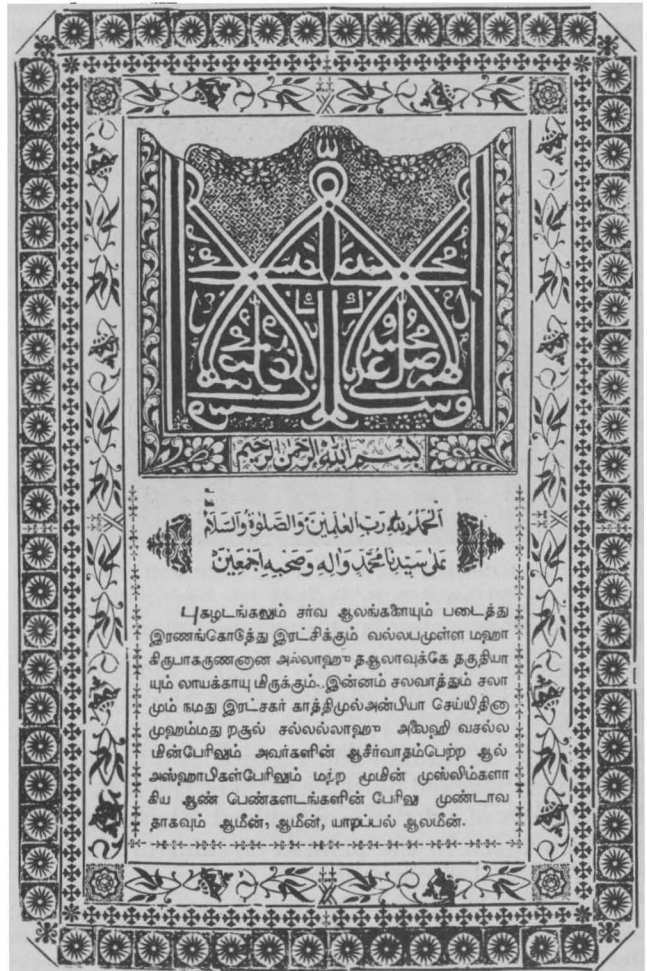 بسم الله الرحمن الرحيم
الحمد لله رب العلمين والصلوة والسلام
على سيدنا محمد واله وصحبه اجمعين
புகழடங்கலும் சர்வ ஆலங்களையும் படைத்து
இரணங்கொடுத்து இரட்சிக்கும் வல்லபமுள்ள மஹா
கிருபாகருணனான அல்லாஹு தஆலாவுக்கே தகுதியா
யும் லாயக்காயு மிருக்கும்.. இன்னம் சலவாத்தும் சலா
மும் நமது இரட்சகர் காத்திமுல்அன்பியா செய்யிதினா
முஹம்மது றசூல் சல்லல்லாஹு அலைஹி வசல்ல
மின்பேரிலும் அவர்களின் ஆசீர்வாதம்பெற்ற ஆல்
அஸ்ஹாபிகள்பேரிலும் மற்ற முமின் முஸ்லிம்களா
கிய ஆண் பெண்களடங்களின் பேரிலு முண்டாவ
தாகவும் ஆமீன், ஆமீன், யாறப்பல் ஆலமீன்.